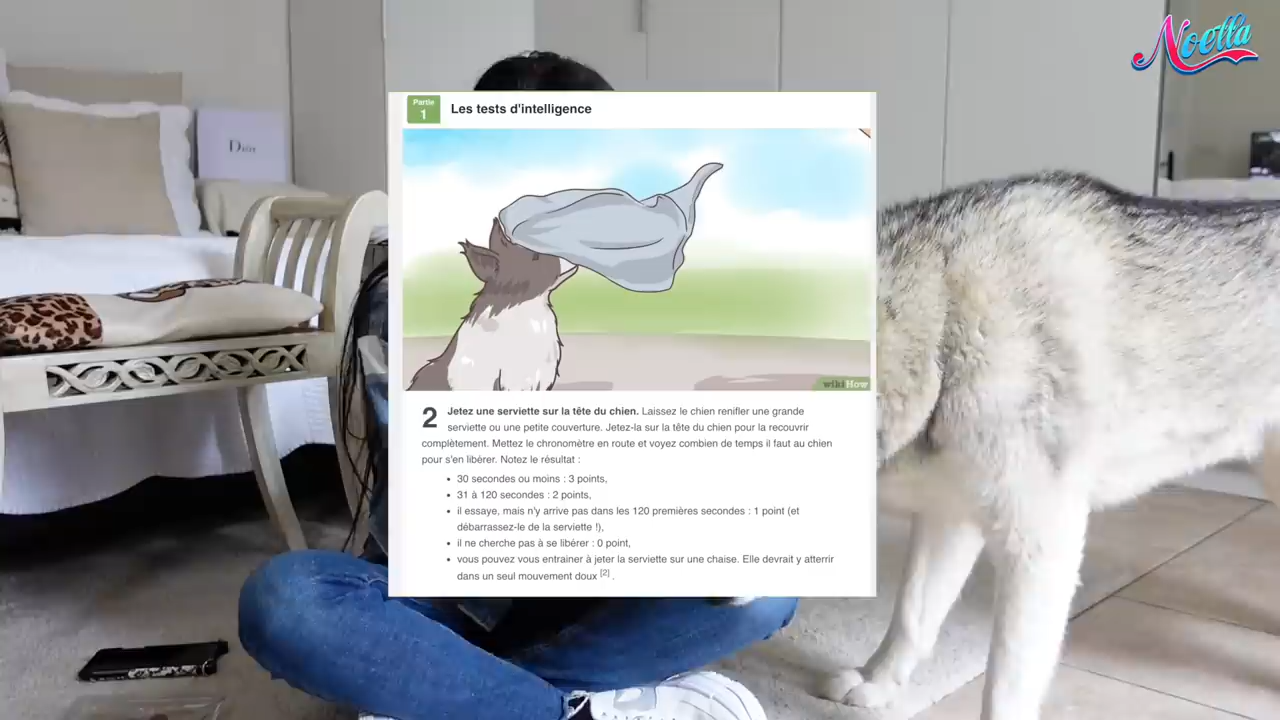 Noella
Partie
1
Les tests d'intelligence
Dior
wikiHow
2
Jetez une serviette sur la tête du chien. Laissez le chien renifler une grande
serviette ou une petite couverture. Jetez-la sur la tête du chien pour la recouvrir
complètement. Mettez le chronomètre en route et voyez combien de temps il faut au chien
pour s'en libérer. Notez le résultat :
• 30 secondes ou moins : 3 points,
• 31 à 120 secondes : 2 points,
• il essaye, mais n'y arrive pas dans les 120 premières secondes : 1 point (et
débarrassez-le de la serviette !),
• il ne cherche pas à se libérer : 0 point,
• vous pouvez vous entrainer à jeter la serviette sur une chaise. Elle devrait y atterrir
dans un seul mouvement doux [2] .